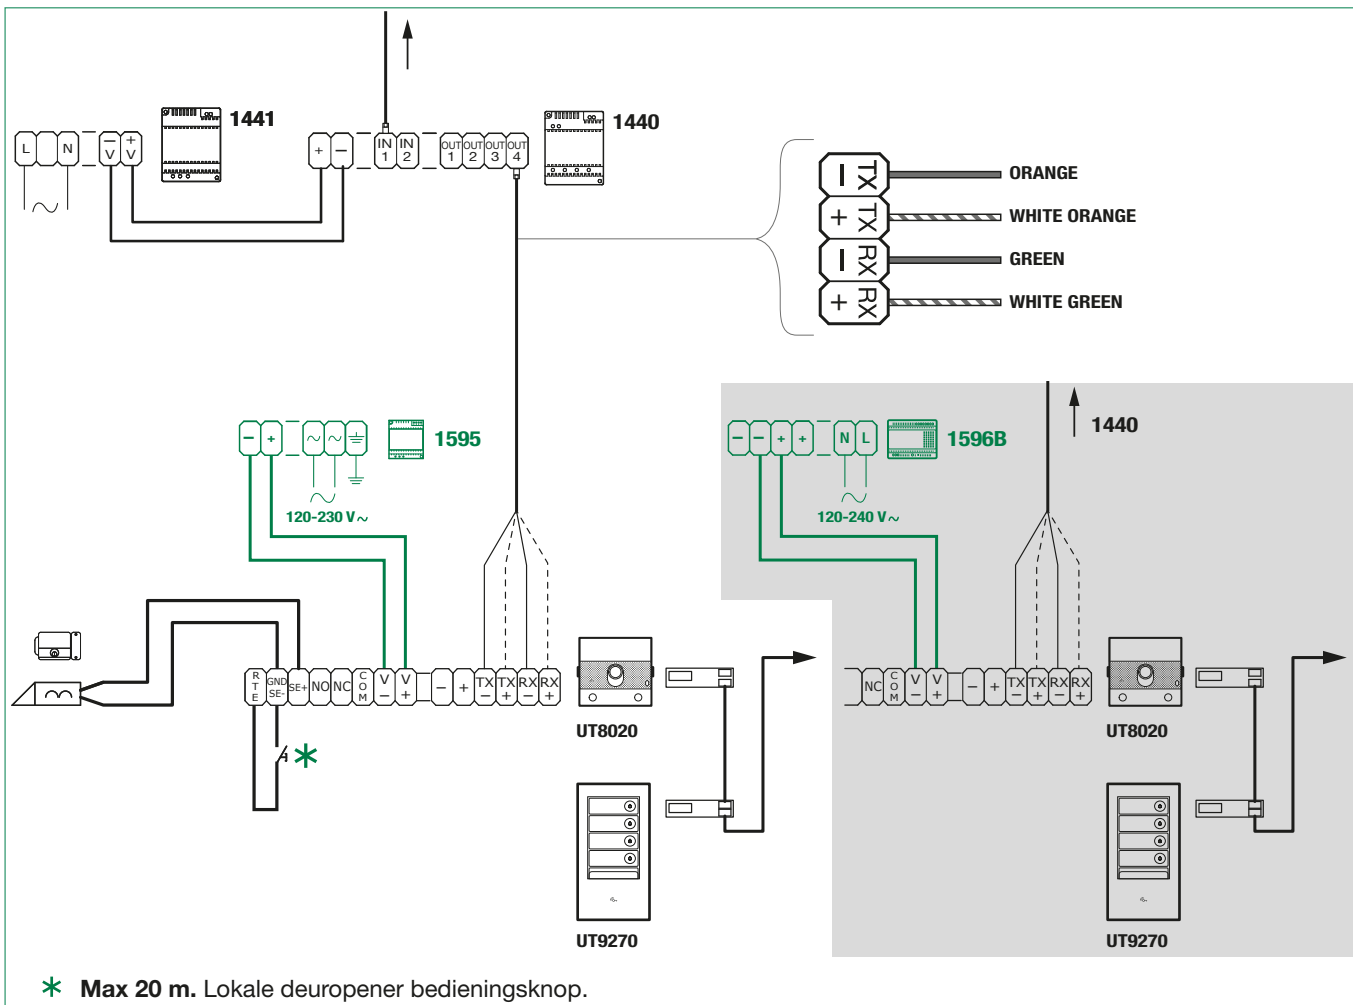 1441
1440
L N − V + V
+ − IN 1 IN 2 OUT 1 OUT 2 OUT 3 OUT 4
− TX ORANGE
+ TX WHITE ORANGE
− RX GREEN
+ RX WHITE GREEN
− + ~ ~ 1595
120-230 V~
− − + + N L 1596B
120-240 V~
1440
RTE GND SE- SE+ NO NC COM V − V + − + TX − TX + RX − RX +
UT8020
UT9270
NC COM V − V + − + TX − TX + RX − RX +
UT8020
UT9270
* Max 20 m. Lokale deuropener bedieningsknop.